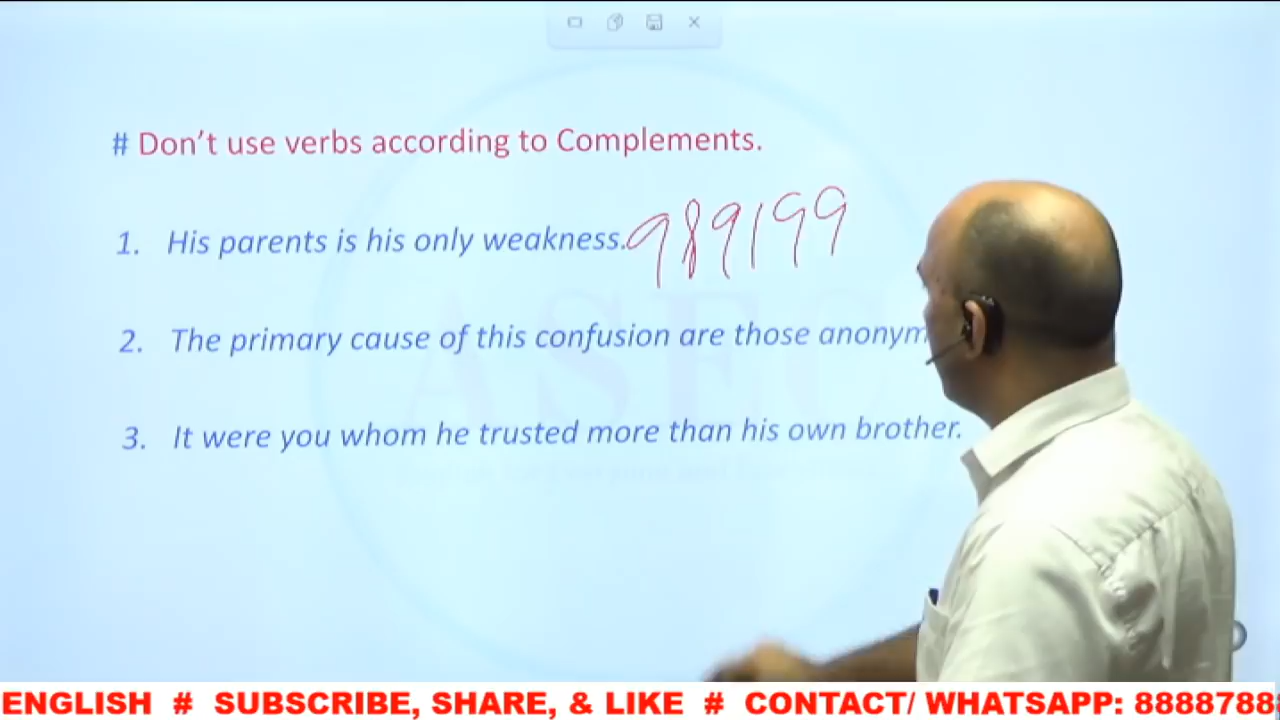 # Don't use verbs according to Complements.
1. His parents is his only weakness. 989199
2. The primary cause of this confusion are those anonym
3. It were you whom he trusted more than his own brother.
ENGLISH # SUBSCRIBE, SHARE, & LIKE # CONTACT/ WHATSAPP: 8888788